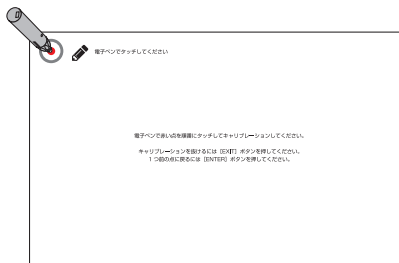 電子ペンでタッチしてください
電子ペンで赤い点を順番にタッチしてキャリブレーションしてください。
キャリブレーションを抜けるには［EXIT］ボタンを押してください。
１つ前の点に戻るには［ENTER］ボタンを押してください。